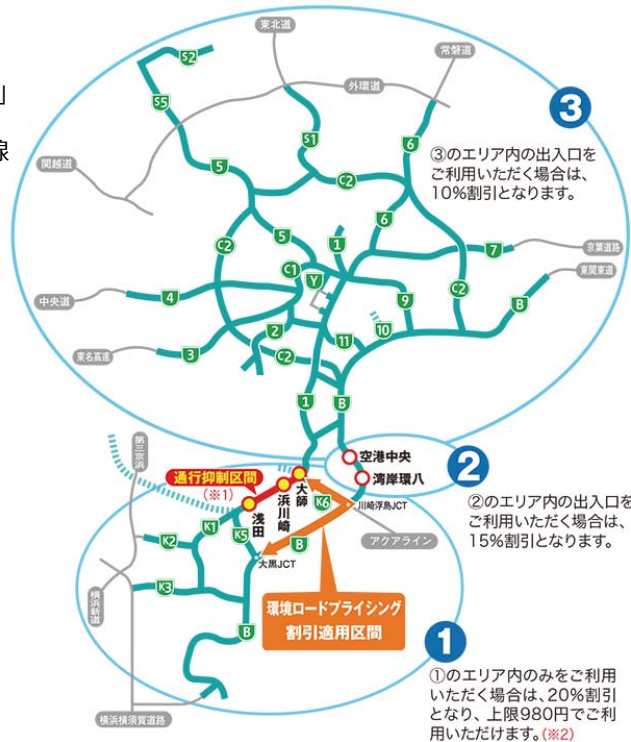 」
線
東北道
常磐道
外環道
S2
S5
S1
6
3
③のエリア内の出入口を
ご利用いただく場合は、
10%割引となります。
関越道
5
C2
6
5
1
C2
7
京葉道路
C1
Y
東関東道
中央道
4
9
C2
B
2
11
10
東名高速
3
C2
1
B
第三京浜
空港中央
2
通行抑制区間
(※1)
大師
湾岸環八
浜川崎
K6
川崎浮島JCT
②のエリア内の出入口を
ご利用いただく場合は、
15%割引となります。
浅田
K1
K5
B
アクアライン
K2
大黒JCT
K3
横浜新道
B
環境ロードプライシング
割引適用区間
1
①のエリア内のみをご利用
いただく場合は、20%割引
となり、上限980円でご利
用いただけます。(※2)
横浜横須賀道路